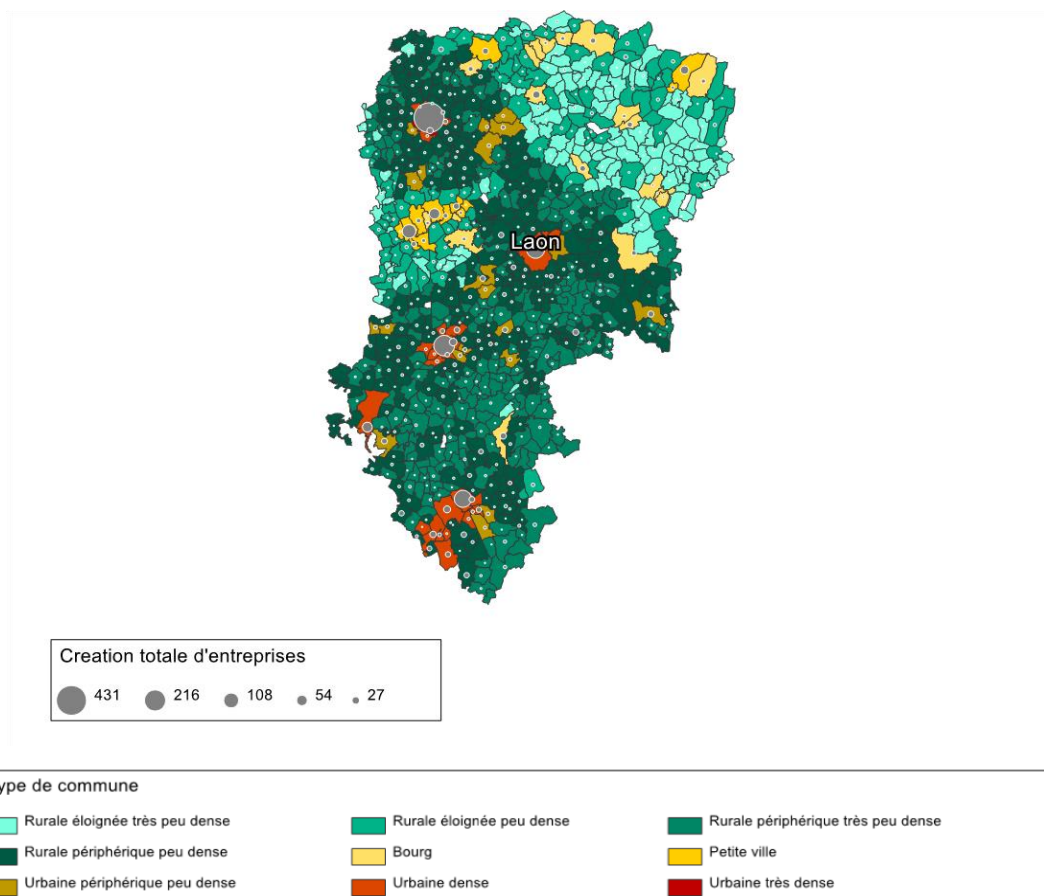 Laon
Creation totale d'entreprises
431 216 108 54 27
ype de commune
Rurale éloignée très peu dense Rurale éloignée peu dense Rurale périphérique très peu dense
Rurale périphérique peu dense Bourg Petite ville
Urbaine périphérique peu dense Urbaine dense Urbaine très dense